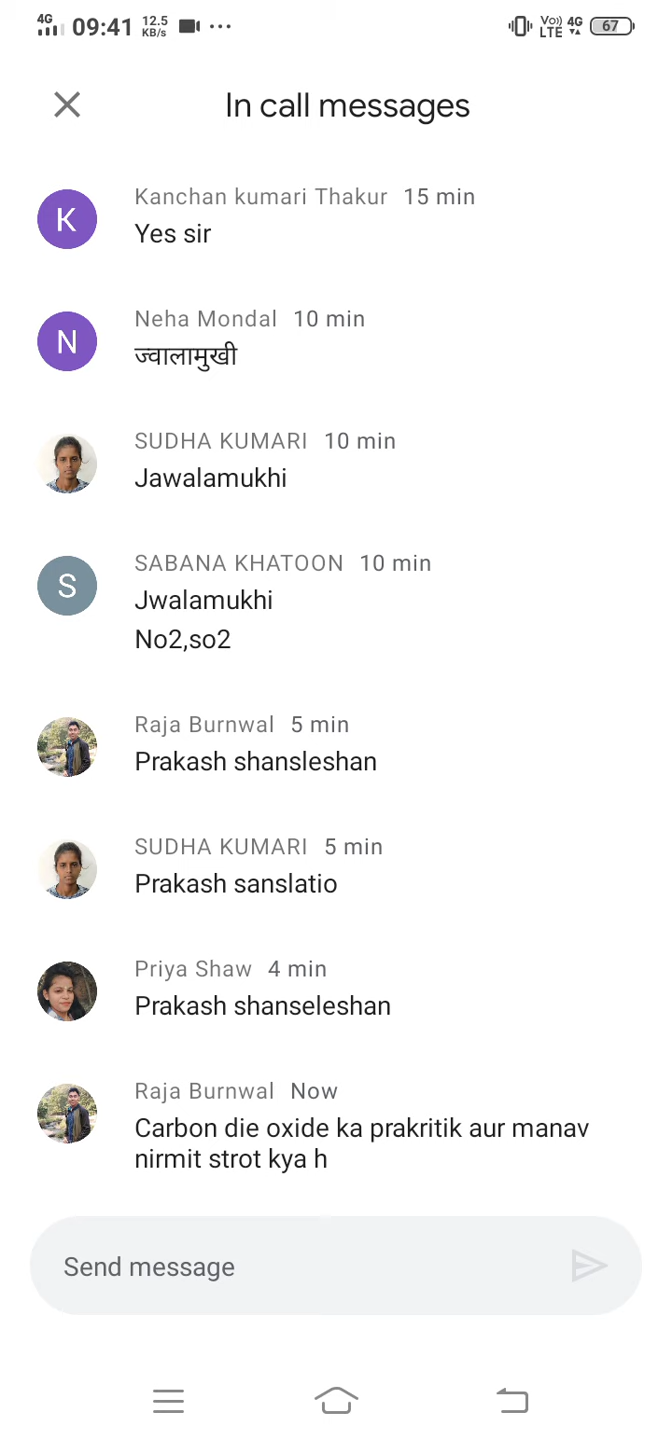 4G 09:41 12.5 KB/s ... Vo)) LTE 4G 67
In call messages
K Kanchan kumari Thakur 15 min
Yes sir
N Neha Mondal 10 min
ज्वालामुखी
SUDHA KUMARI 10 min
Jawalamukhi
S SABANA KHATOON 10 min
Jwalamukhi
No2,so2
Raja Burnwal 5 min
Prakash shansleshan
SUDHA KUMARI 5 min
Prakash sanslatio
Priya Shaw 4 min
Prakash shanseleshan
Raja Burnwal Now
Carbon die oxide ka prakritik aur manav
nirmit strot kya h
Send message